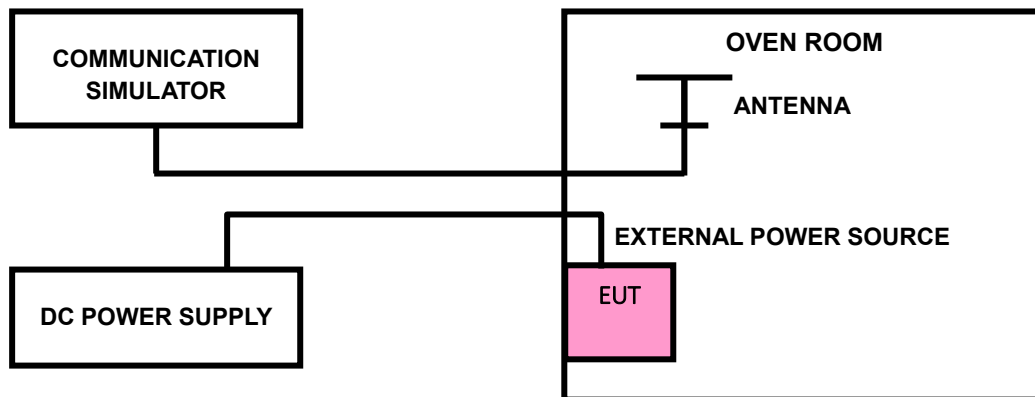 COMMUNICATION
SIMULATOR
OVEN ROOM
ANTENNA
EXTERNAL POWER SOURCE
DC POWER SUPPLY
EUT